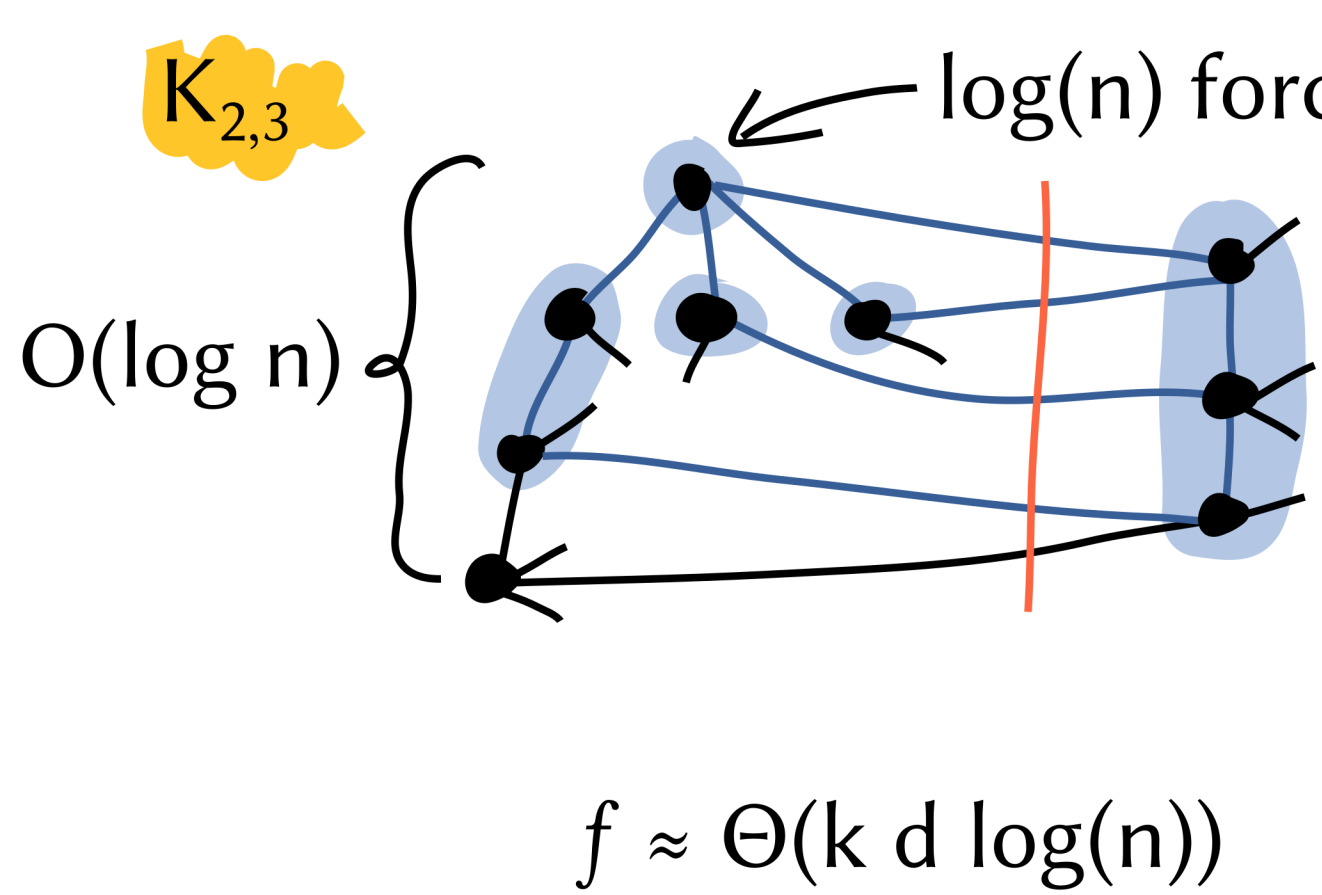 K₂,₃
log(n)
O(log n)
f ≈ Θ(k d log(n))